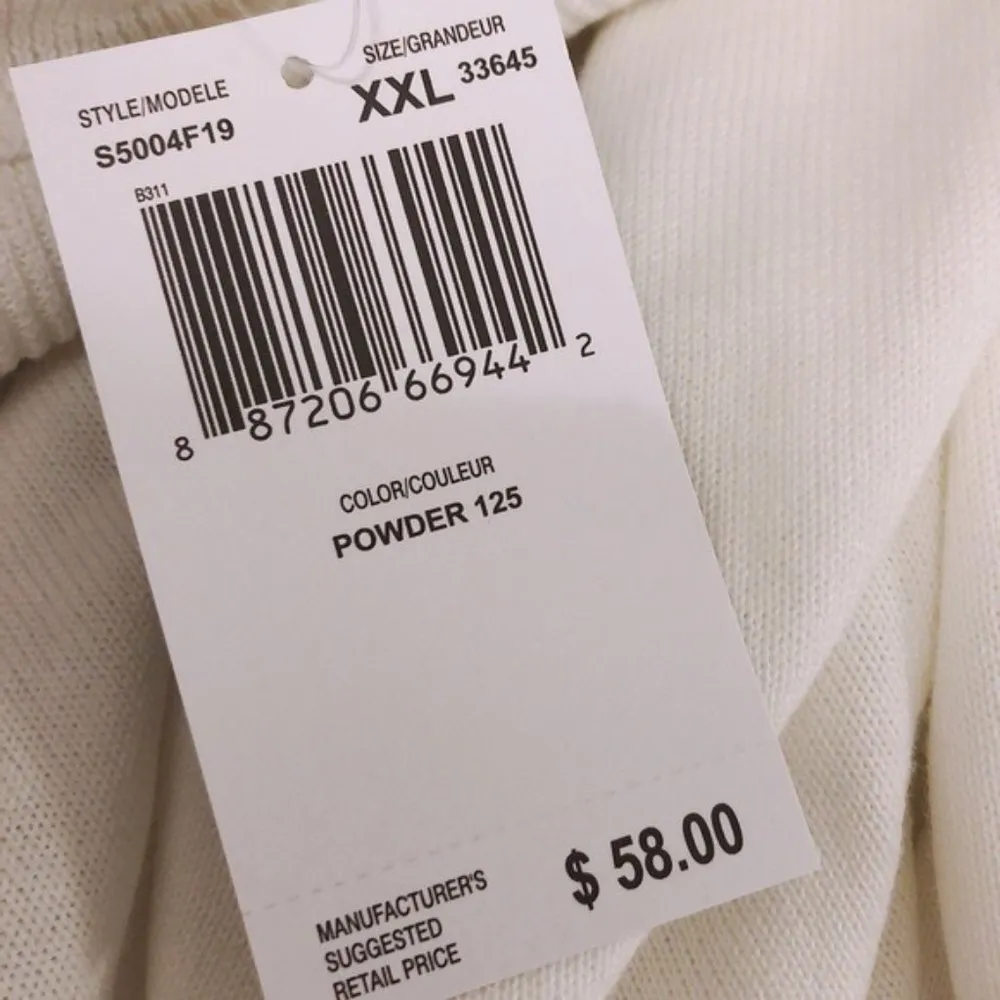 STYLE/MODELE
S5004F19
SIZE/GRANDEUR
XXL 33645
B311
8 87206 66944 2
COLOR/COULEUR
POWDER 125
MANUFACTURER'S
SUGGESTED
RETAIL PRICE
$ 58.00